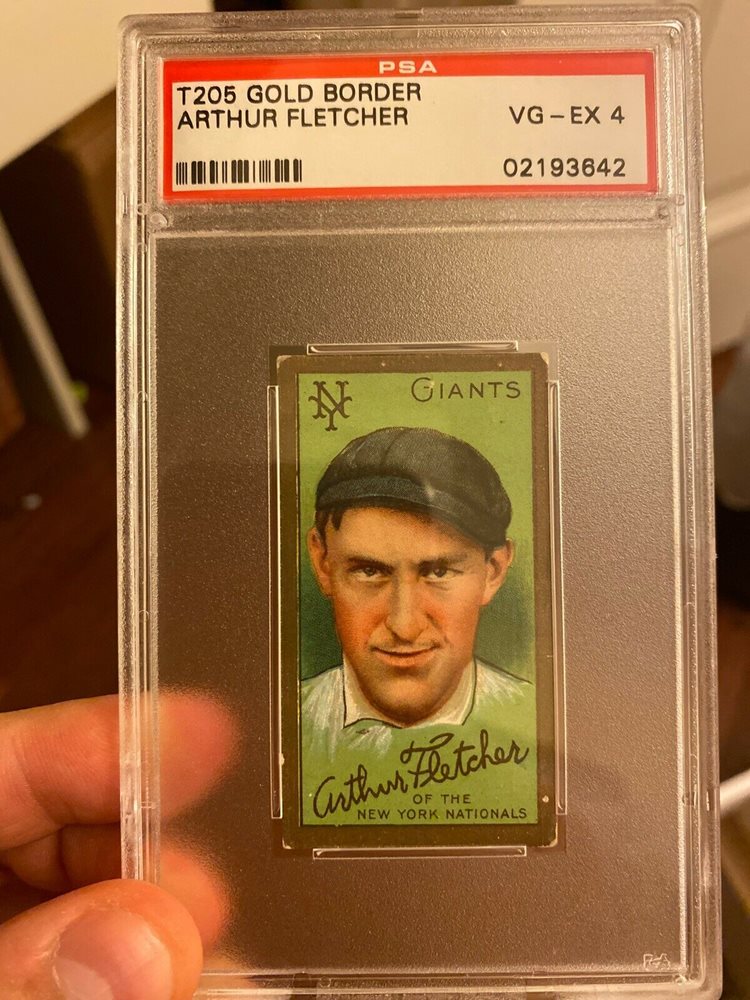 PSA
T205 GOLD BORDER
ARTHUR FLETCHER VG-EX 4
02193642
NY GIANTS
Arthur Fletcher
OF THE
NEW YORK NATIONALS
PSA